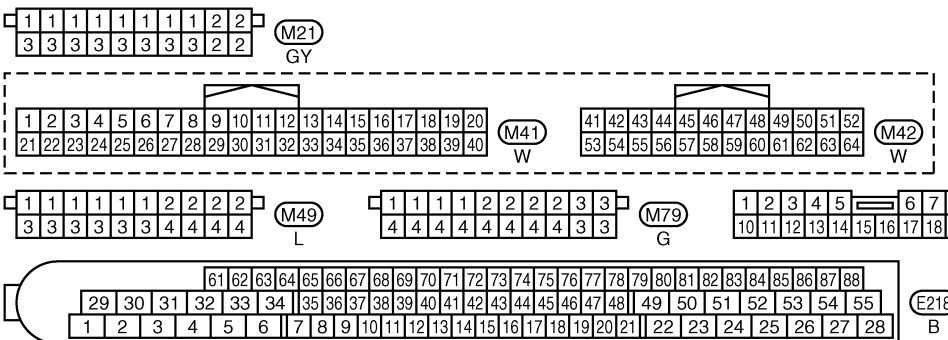 1 1 1 1 1 1 1 1 2 2
3 3 3 3 3 3 3 3 2 2
M21
GY
1 2 3 4 5 6 7 8 9 10 11 12 13 14 15 16 17 18 19 20
21 22 23 24 25 26 27 28 29 30 31 32 33 34 35 36 37 38 39 40
M41
W
41 42 43 44 45 46 47 48 49 50 51 52
53 54 55 56 57 58 59 60 61 62 63 64
M42
W
1 1 1 1 1 1 2 2 2 2
3 3 3 3 3 3 4 4 4 4
M49
L
1 1 1 1 2 2 2 2 3 3
4 4 4 4 4 4 4 4 3 3
M79
G
1 2 3 4 5 6 7
10 11 12 13 14 15 16 17 18
61 62 63 64 65 66 67 68 69 70 71 72 73 74 75 76 77 78 79 80 81 82 83 84 85 86 87 88
29 30 31 32 33 34 35 36 37 38 39 40 41 42 43 44 45 46 47 48 49 50 51 52 53 54 55
1 2 3 4 5 6 7 8 9 10 11 12 13 14 15 16 17 18 19 20 21 22 23 24 25 26 27 28
E218
B